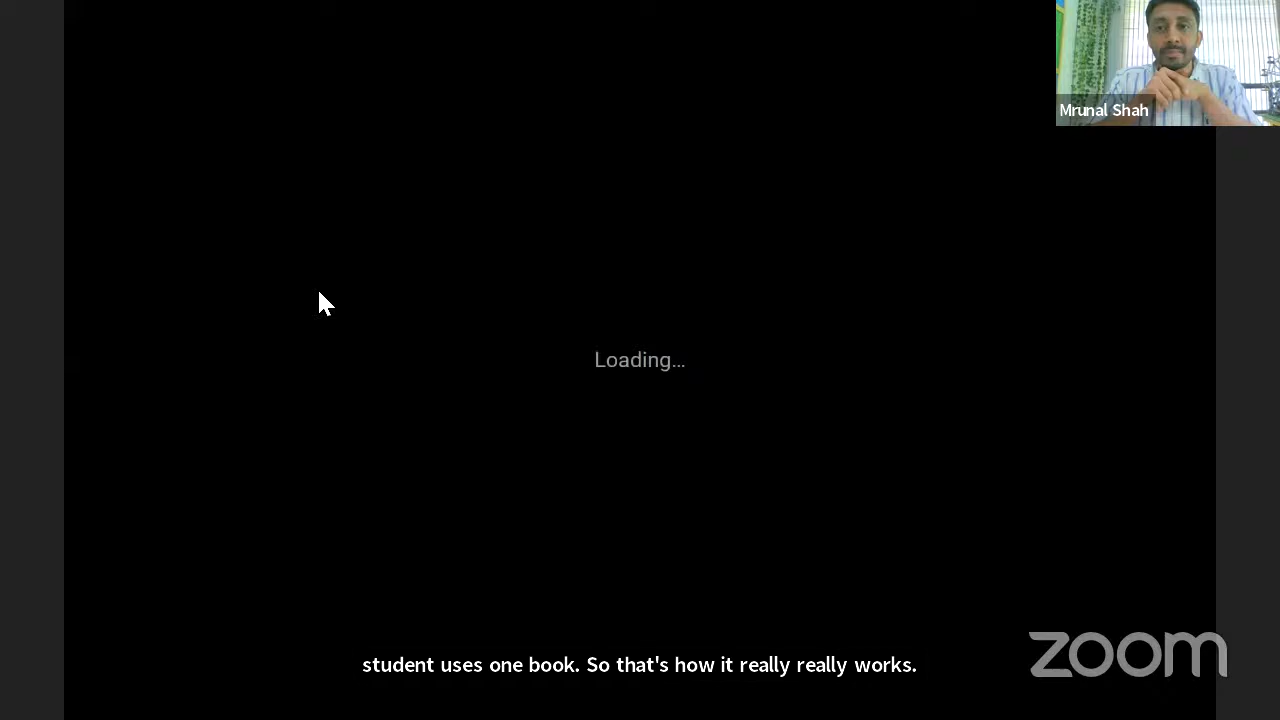 Mrunal Shah
Loading...
student uses one book. So that's how it really really works.
zoom